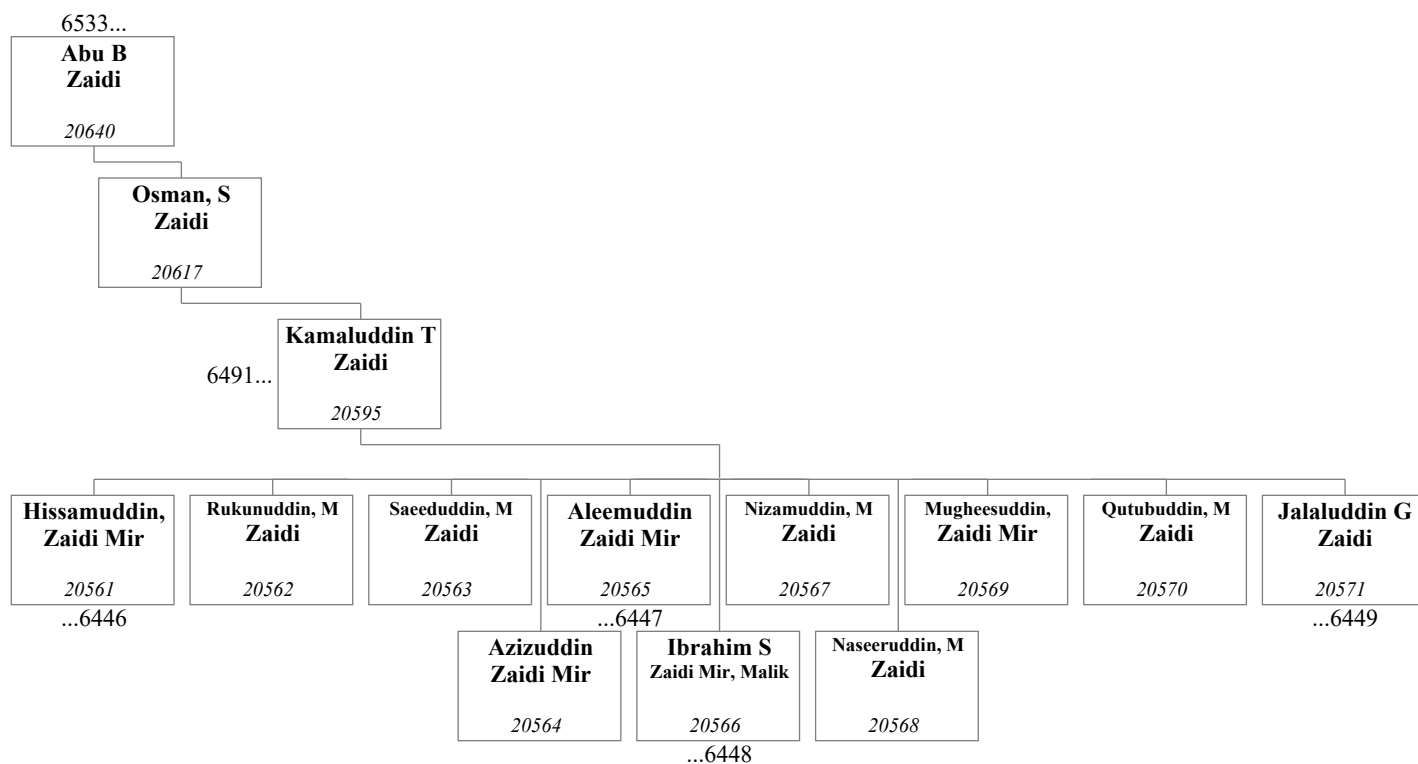 6533...
Abu B
Zaidi
20640
Osman, S
Zaidi
20617
6491...
Kamaluddin T
Zaidi
20595
Hissamuddin,
Zaidi Mir
20561
...6446
Rukunuddin, M
Zaidi
20562
Saeeduddin, M
Zaidi
20563
Aleemuddin
Zaidi Mir
20565
...6447
Nizamuddin, M
Zaidi
20567
Mugheesuddin,
Zaidi Mir
20569
Qutubuddin, M
Zaidi
20570
Jalaluddin G
Zaidi
20571
...6449
Azizuddin
Zaidi Mir
20564
Ibrahim S
Zaidi Mir, Malik
20566
...6448
Naseeruddin, M
Zaidi
20568